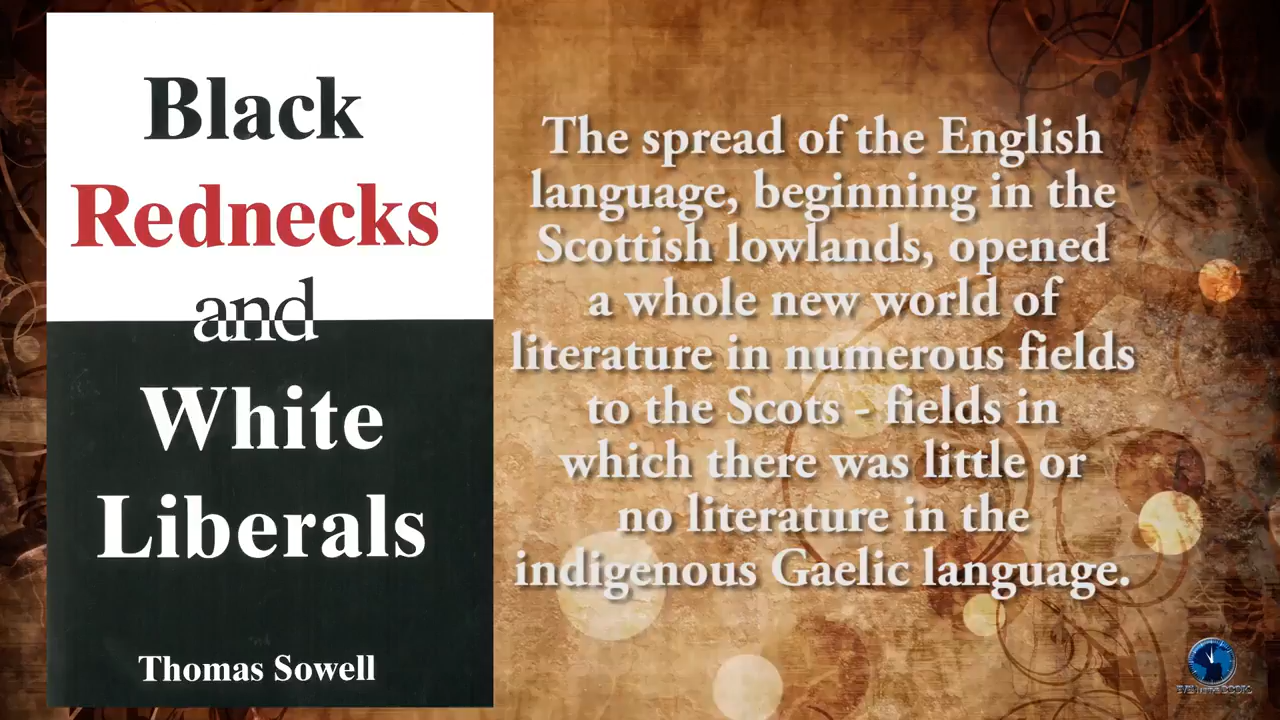 Black
Rednecks
and
White
Liberals
Thomas Sowell
The spread of the English
language, beginning in the
Scottish lowlands, opened
a whole new world of
literature in numerous fields
to the Scots - fields in
which there was little or
no literature in the
indigenous Gaelic language.